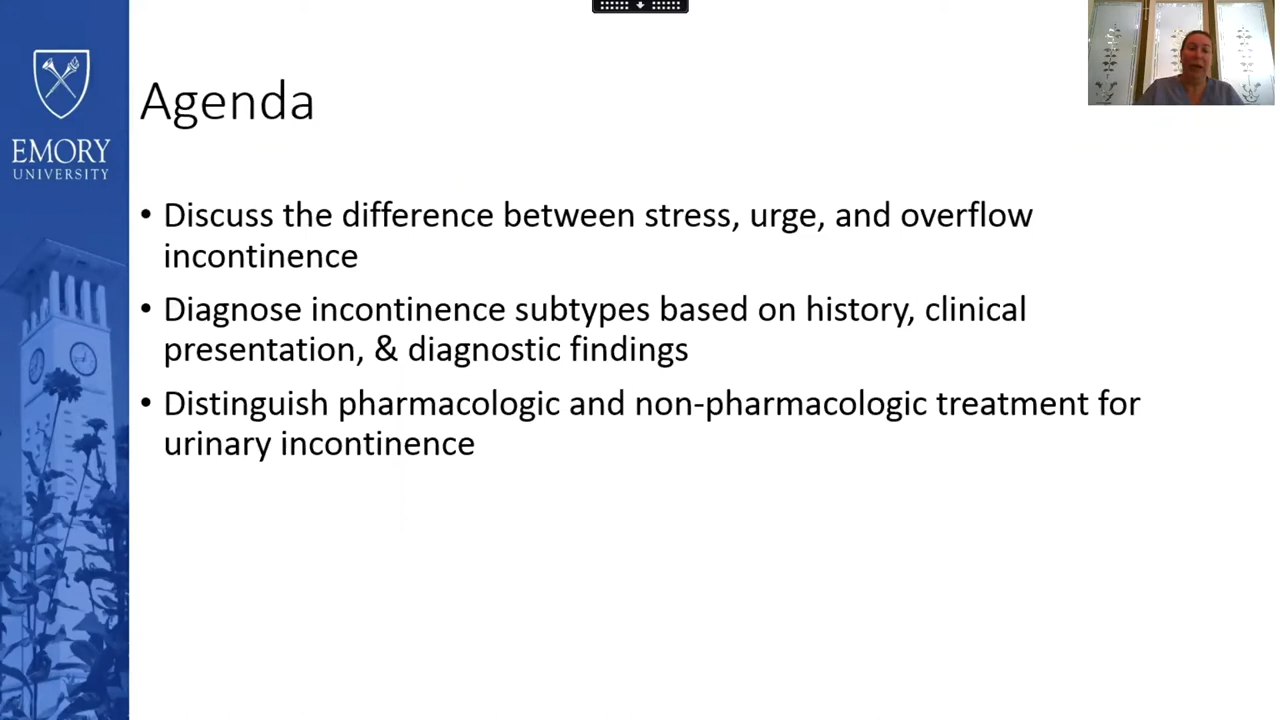 EMORY
UNIVERSITY
Agenda
• Discuss the difference between stress, urge, and overflow
incontinence
• Diagnose incontinence subtypes based on history, clinical
presentation, & diagnostic findings
• Distinguish pharmacologic and non-pharmacologic treatment for
urinary incontinence